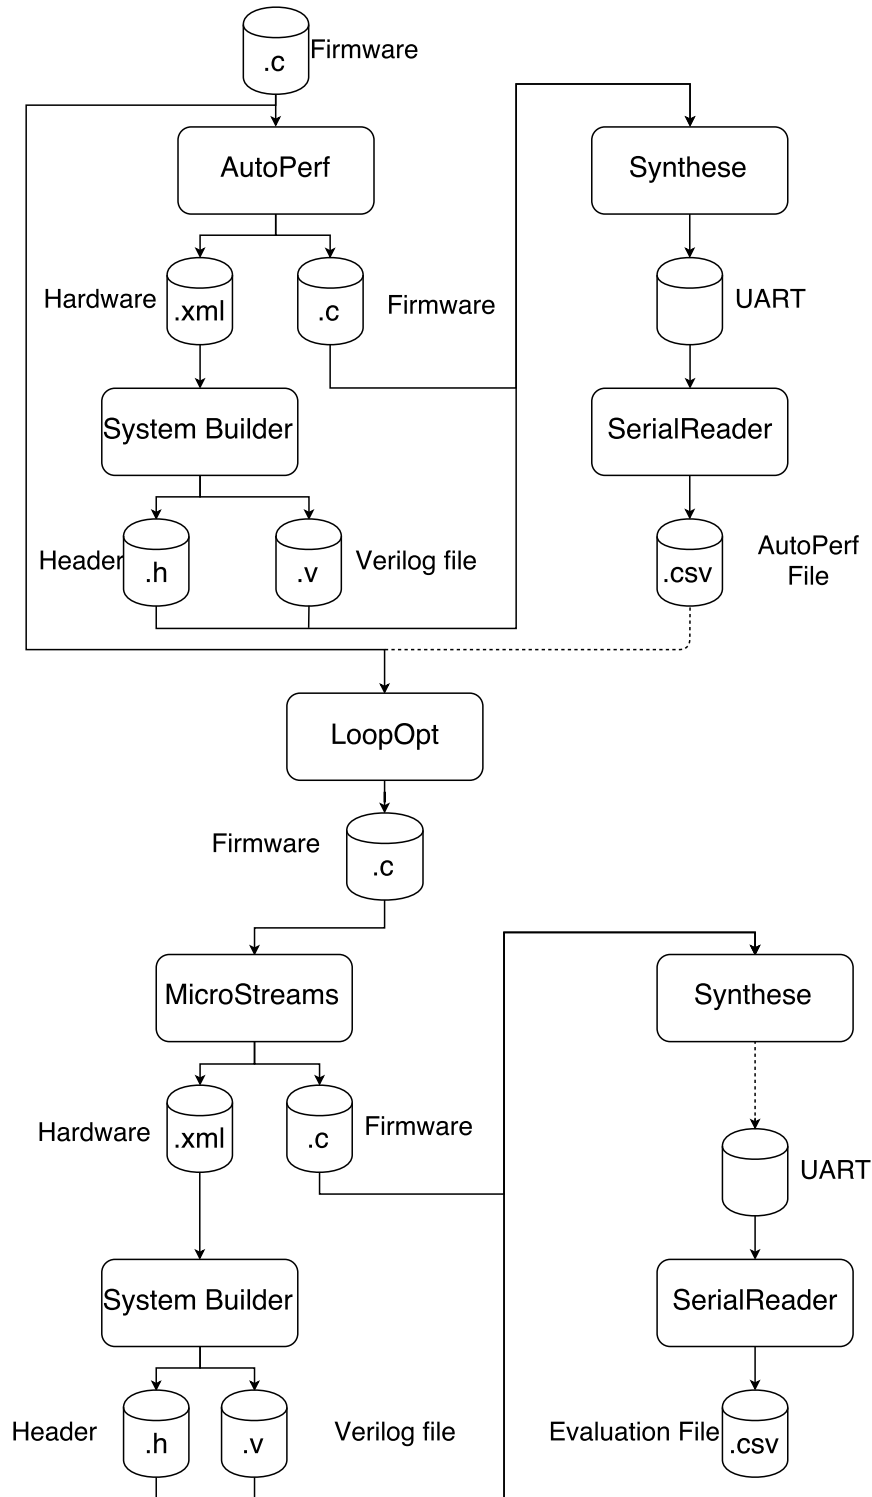 .c
Firmware
AutoPerf
Synthese
Hardware
.xml
.c
Firmware
UART
System Builder
SerialReader
Header
.h
.v
Verilog file
.csv
AutoPerf
File
LoopOpt
Firmware
.c
MicroStreams
Synthese
Hardware
.xml
.c
Firmware
UART
System Builder
SerialReader
Header
.h
.v
Verilog file
Evaluation File
.csv